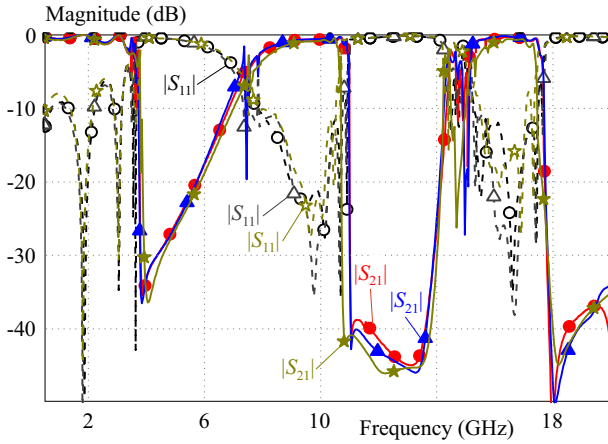 Magnitude (dB)
0
-10
|S11|
-20
|S11|
|S11|
-30
|S21|
|S21|
-40
|S21|
2
6
10
Frequency (GHz)
18